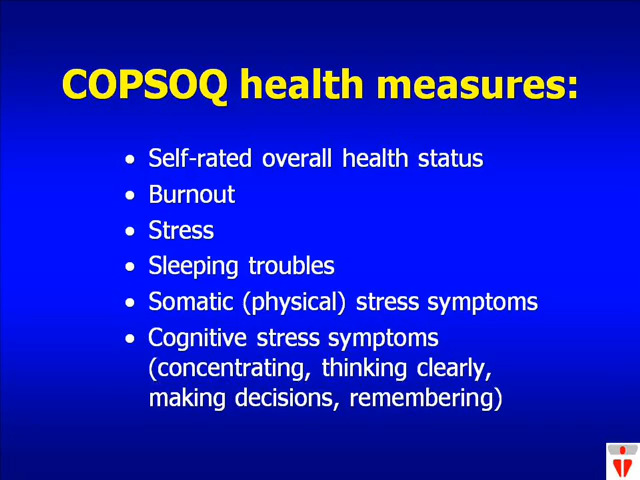 COPSOQ health measures:
• Self-rated overall health status
• Burnout
• Stress
• Sleeping troubles
• Somatic (physical) stress symptoms
• Cognitive stress symptoms
(concentrating, thinking clearly,
making decisions, remembering)